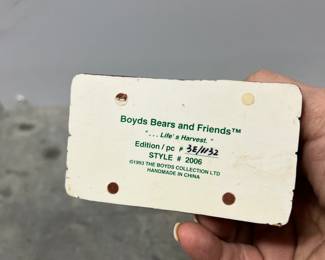 Boyds Bears and Friends™
"...Life's Harvest."
Edition / pc # 3E/1132
STYLE # 2006
©1993 THE BOYDS COLLECTION LTD
HANDMADE IN CHINA